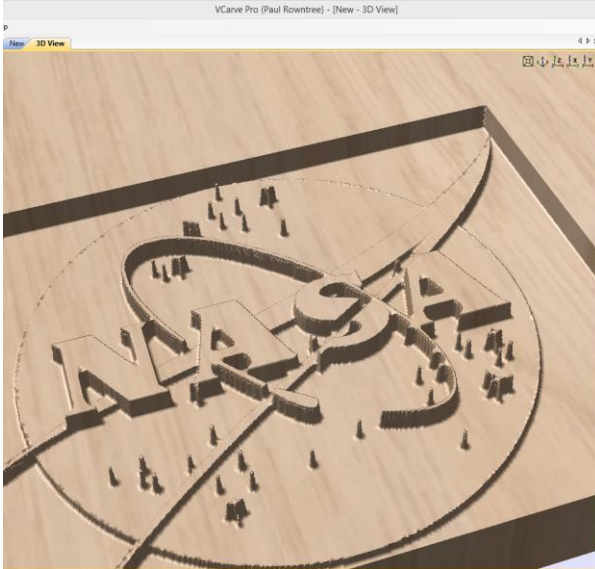 VCarve Pro (Paul Rowntree) - [New - 3D View]
p
New 3D View
NASA